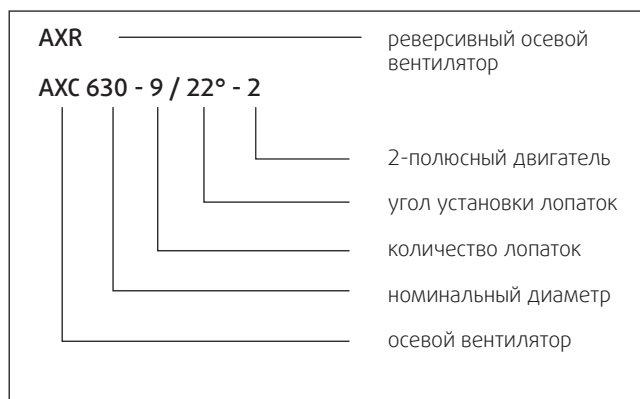 AXR
реверсивный осевой
вентилятор
AXC 630 - 9 / 22° - 2
2-полюсный двигатель
угол установки лопаток
количество лопаток
номинальный диаметр
осевой вентилятор